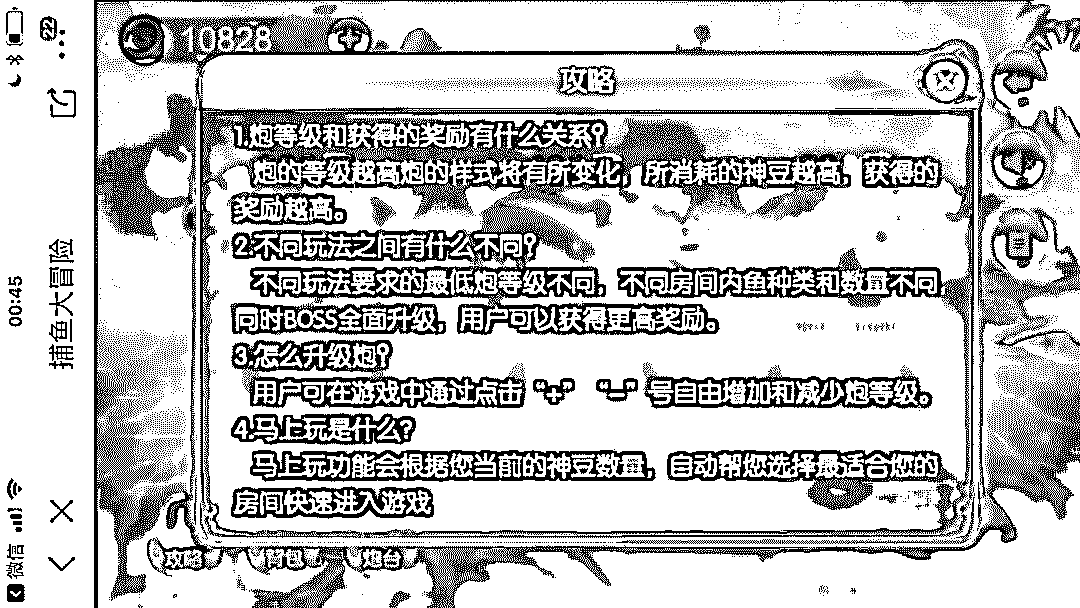 10828
攻略
1.炮等级和获得的奖励有什么关系?
炮的等级越高炮的样式将有所变化，所消耗的神豆越高，获得的
奖励越高。
2.不同玩法之间有什么不同?
不同玩法要求的最低炮等级不同，不同房间内鱼种类和数量不同
同时BOSS全面升级，用户可以获得更高奖励。
3.怎么升级炮?
用户可在游戏中通过点击“+”“-”号自由增加和减少炮等级。
4.马上玩是什么?
马上玩功能会根据您当前的神豆数量，自动帮您选择最适合您的
房间快速进入游戏
攻略
背包
炮台
微信
00:45
22
捕鱼大冒险